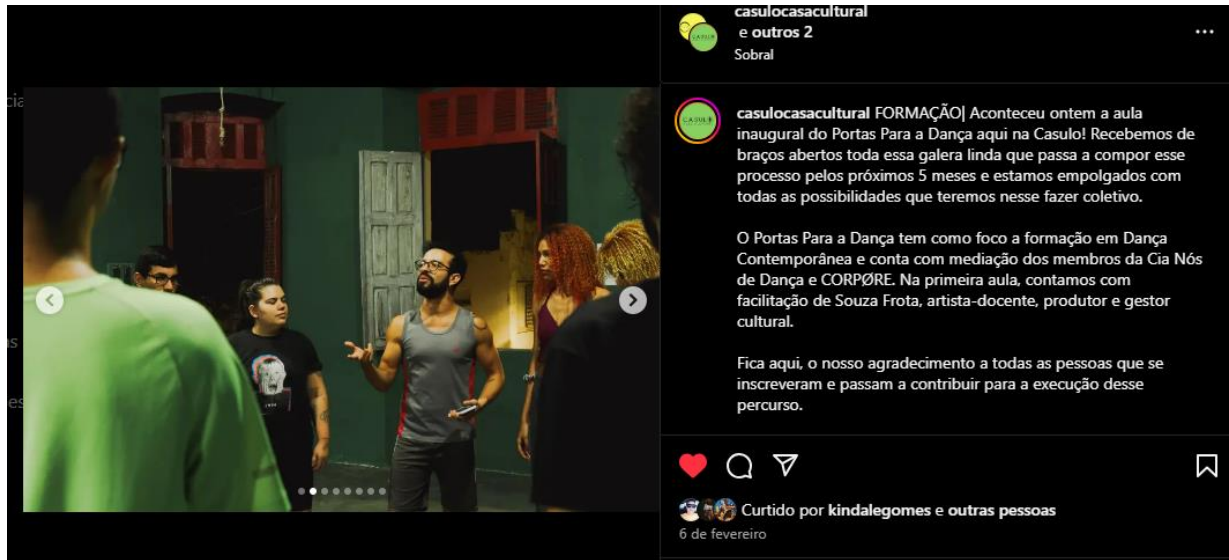 casulocasacultural
e outros 2
Sobral
casulocasacultural FORMAÇÃO| Aconteceu ontem a aula
inaugural do Portas Para a Dança aqui na Casulo! Recebemos de
braços abertos toda essa galera linda que passa a compor esse
processo pelos próximos 5 meses e estamos empolgados com
todas as possibilidades que teremos nesse fazer coletivo.
O Portas Para a Dança tem como foco a formação em Dança
Contemporânea e conta com mediação dos membros da Cia Nós
de Dança e CORPØRE. Na primeira aula, contamos com
facilitação de Souza Frota, artista-docente, produtor e gestor
cultural.
Fica aqui, o nosso agradecimento a todas as pessoas que se
inscreveram e passam a contribuir para a execução desse
percurso.
Curtido por kindalegomes e outras pessoas
6 de fevereiro